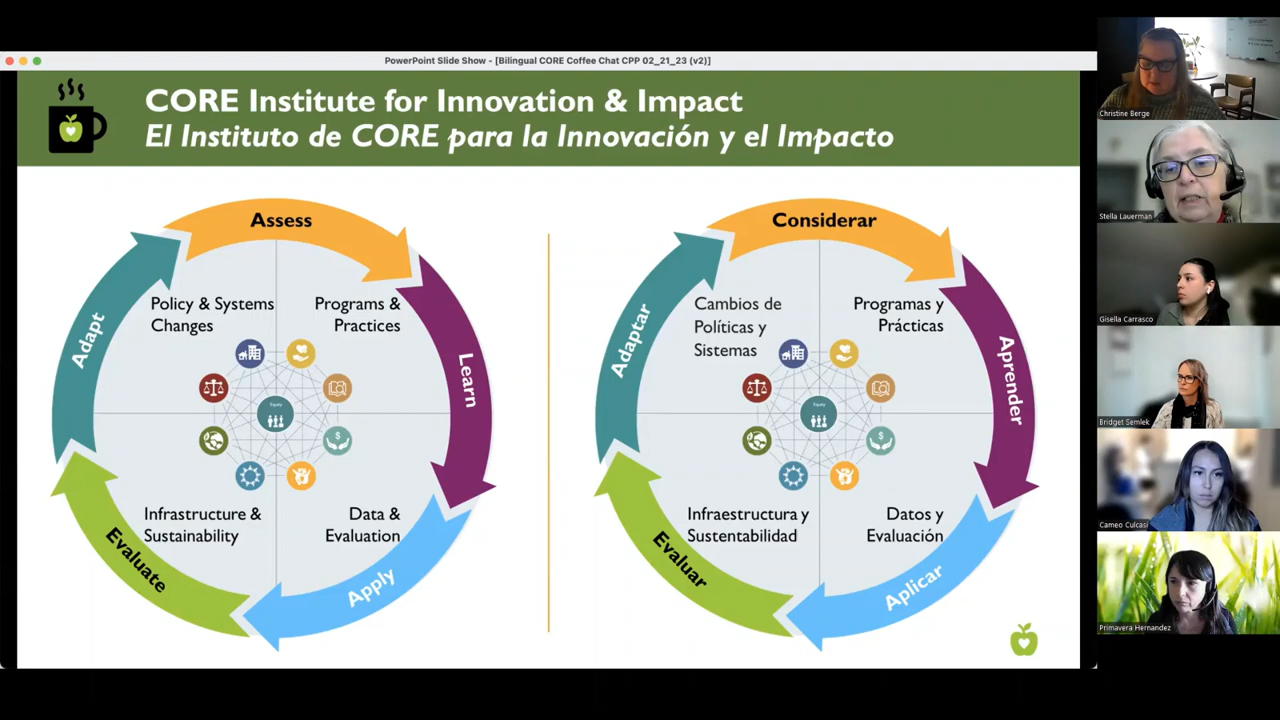 PowerPoint Slide Show - [Bilingual CORE Coffee Chat CPP 02_21_23 (v2)]
CORE Institute for Innovation & Impact
El Instituto de CORE para la Innovación y el Impacto
Assess
Policy & Systems
Changes
Programs &
Practices
Adapt
Learn
Equity
Infrastructure &
Sustainability
Data &
Evaluation
Evaluate
Apply
Considerar
Cambios de
Políticas y
Sistemas
Programas y
Prácticas
Adaptar
Aprender
Equity
Infraestructura y
Sustentabilidad
Datos y
Evaluación
Evaluar
Aplicar
Christine Berge
Stella Lauerman
Gisella Carrasco
Bridget Semlek
Cameo Culcasi
Primavera Hernandez